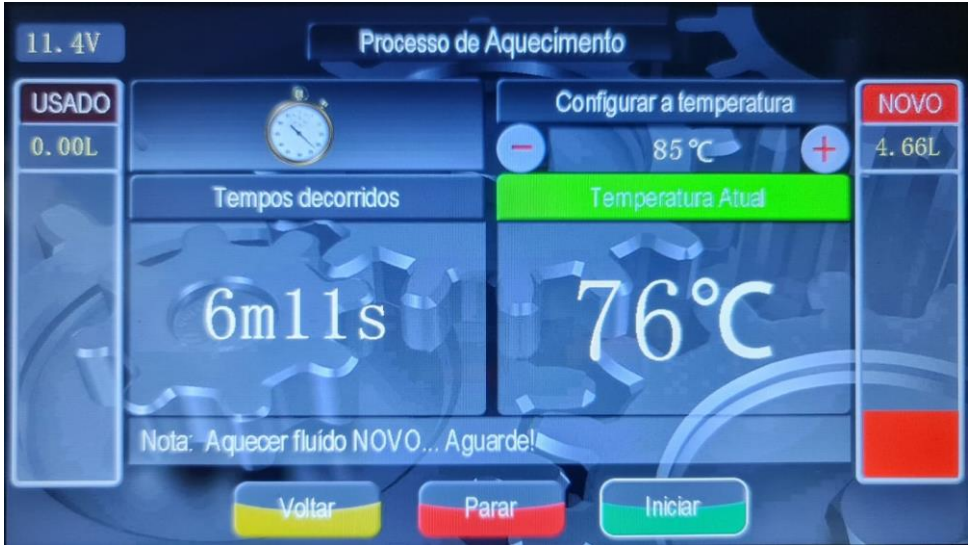 11.4V
Processo de Aquecimento
USADO
0.00L
Configurar a temperatura
- 85℃ +
NOVO
4.66L
Tempos decorridos
Temperatura Atual
6m11s
76℃
Nota: Aquecer fluído NOVO... Aguarde!
Voltar
Parar
Iniciar